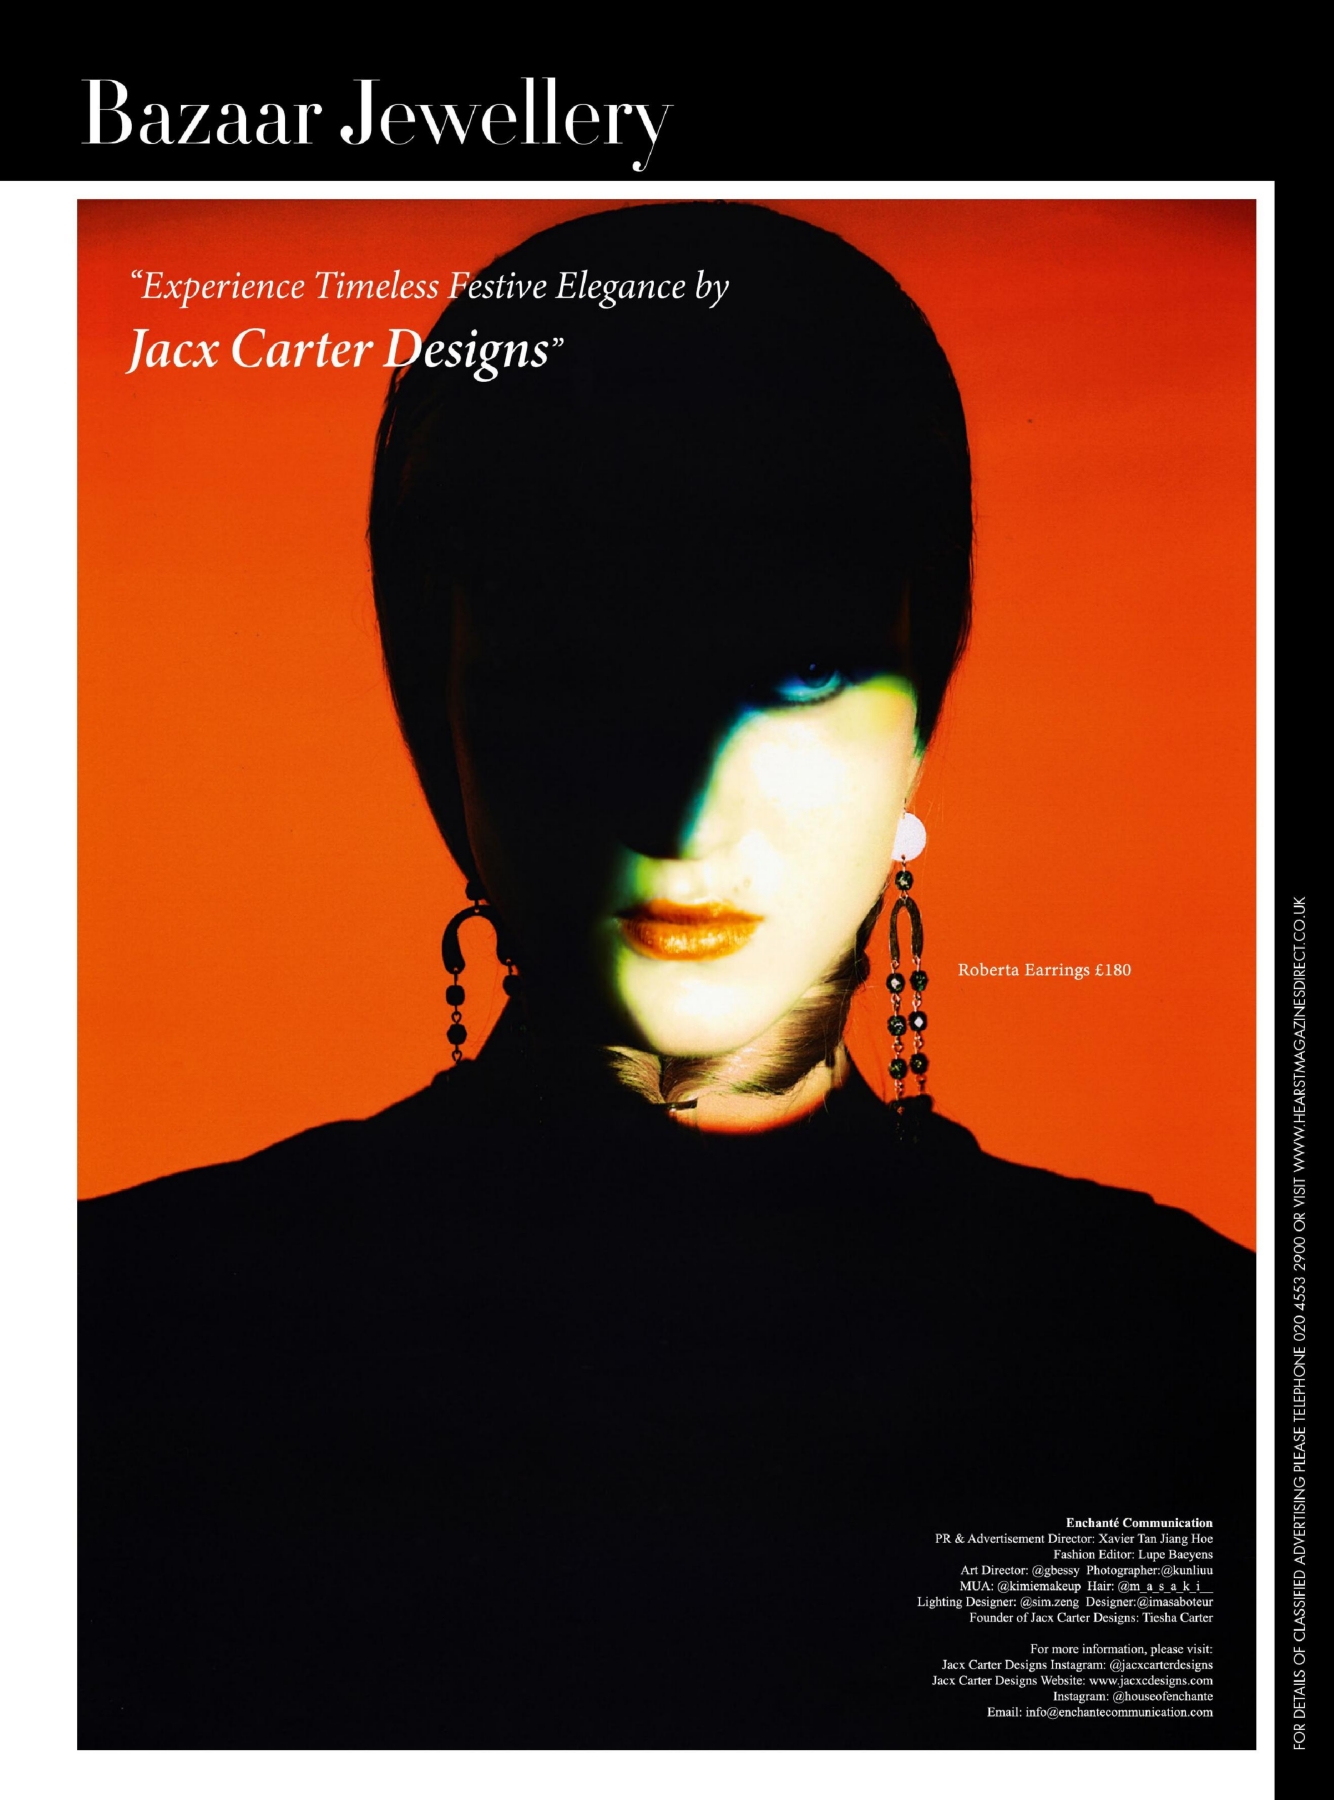 Bazaar Jewellery
“Experience Timeless Festive Elegance by
Jacx Carter Designs”
Roberta Earrings £180
Enchanté Communication
PR & Advertisement Director: Xavier Tan Jiang Hoe
Fashion Editor: Lupe Baeyens
Art Director: @gbessy Photographer:@kunliuu
MUA: @kimiemakeup Hair: @m_a_s_a_k_i__
Lighting Designer: @sim.zeng Designer:@imasaboteur
Founder of Jacx Carter Designs: Tiesha Carter
For more information, please visit:
Jacx Carter Designs Instagram: @jacxcarterdesigns
Jacx Carter Designs Website: www.jacxcdesigns.com
Instagram: @houseofenchante
Email: info@enchantecommunication.com
FOR DETAILS OF CLASSIFIED ADVERTISING PLEASE TELEPHONE 020 4553 2900 OR VISIT WWW.HEARSTMAGAZINESDIRECT.CO.UK